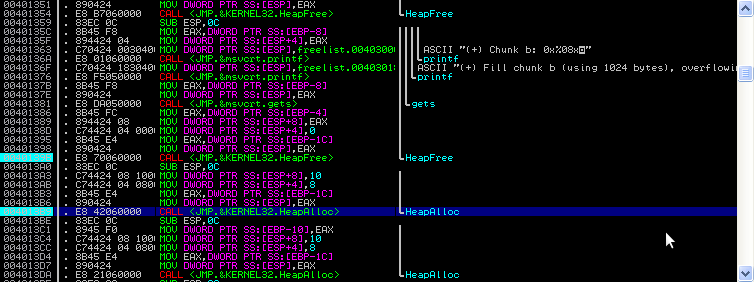 00401351 . 890424 MOV DWORD PTR SS:[ESP],EAX
00401354 . E8 B7060000 CALL <JMP.&KERNEL32.HeapFree> HeapFree
00401359 . 83EC 0C SUB ESP,0C
0040135C . 8B45 F8 MOV EAX,DWORD PTR SS:[EBP-8]
0040135F . 894424 04 MOV DWORD PTR SS:[ESP+4],EAX
00401363 . C70424 0030400 MOV DWORD PTR SS:[ESP],freelist.0040300 ASCII "(+) Chunk b: 0x%08x◙"
0040136A . E8 01060000 CALL <JMP.&msvcrt.printf> printf
0040136F . C70424 1830400 MOV DWORD PTR SS:[ESP],freelist.0040301 ASCII "(+) Fill chunk b (using 1024 bytes), overflowin
00401376 . E8 F5050000 CALL <JMP.&msvcrt.printf> printf
0040137B . 8B45 F8 MOV EAX,DWORD PTR SS:[EBP-8]
0040137E . 890424 MOV DWORD PTR SS:[ESP],EAX
00401381 . E8 DA050000 CALL <JMP.&msvcrt.gets> gets
00401386 . 8B45 FC MOV EAX,DWORD PTR SS:[EBP-4]
00401389 . 894424 08 MOV DWORD PTR SS:[ESP+8],EAX
0040138D . C74424 04 0000 MOV DWORD PTR SS:[ESP+4],0
00401395 . 8B45 E4 MOV EAX,DWORD PTR SS:[EBP-1C]
00401398 . 890424 MOV DWORD PTR SS:[ESP],EAX
0040139B . E8 70060000 CALL <JMP.&KERNEL32.HeapFree> HeapFree
004013A0 . 83EC 0C SUB ESP,0C
004013A3 . C74424 08 1000 MOV DWORD PTR SS:[ESP+8],10
004013AB . C74424 04 0800 MOV DWORD PTR SS:[ESP+4],8
004013B3 . 8B45 E4 MOV EAX,DWORD PTR SS:[EBP-1C]
004013B6 . 890424 MOV DWORD PTR SS:[ESP],EAX
004013B9 . E8 42060000 CALL <JMP.&KERNEL32.HeapAlloc> HeapAlloc
004013BE . 83EC 0C SUB ESP,0C
004013C1 . 8945 F0 MOV DWORD PTR SS:[EBP-10],EAX
004013C4 . C74424 08 1000 MOV DWORD PTR SS:[ESP+8],10
004013CC . C74424 04 0800 MOV DWORD PTR SS:[ESP+4],8
004013D4 . 8B45 E4 MOV EAX,DWORD PTR SS:[EBP-1C]
004013D7 . 890424 MOV DWORD PTR SS:[ESP],EAX
004013DA . E8 21060000 CALL <JMP.&KERNEL32.HeapAlloc> HeapAlloc